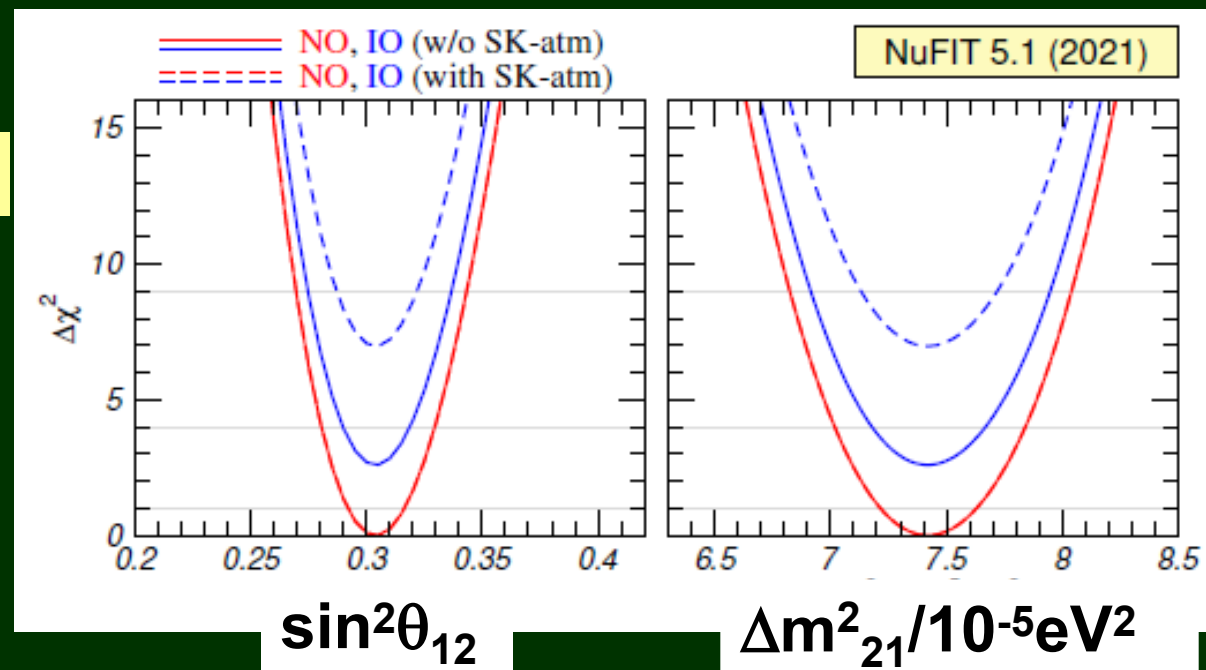 NO, IO (w/o SK-atm)
NO, IO (with SK-atm)
NuFIT 5.1 (2021)
15
10
5
0
Δχ²
0.2 0.25 0.3 0.35 0.4
6.5 7 7.5 8 8.5
sin²θ₁₂
Δm²₂₁/10⁻⁵eV²